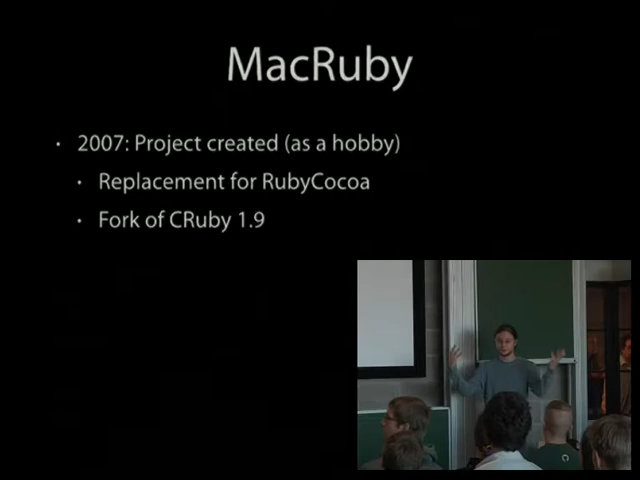 MacRuby
• 2007: Project created (as a hobby)
• Replacement for RubyCocoa
• Fork of CRuby 1.9